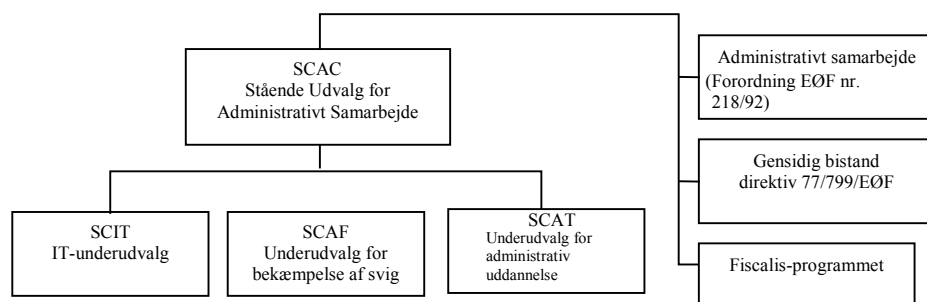 SCAC
Stående Udvalg for
Administrativt Samarbejde
Administrativt samarbejde
(Forordning EØF nr.
218/92)
Gensidig bistand
direktiv 77/799/EØF
SCIT
IT-underudvalg
SCAF
Underudvalg for
bekæmpelse af svig
SCAT
Underudvalg for
administrativ
uddannelse
Fiscalis-programmet